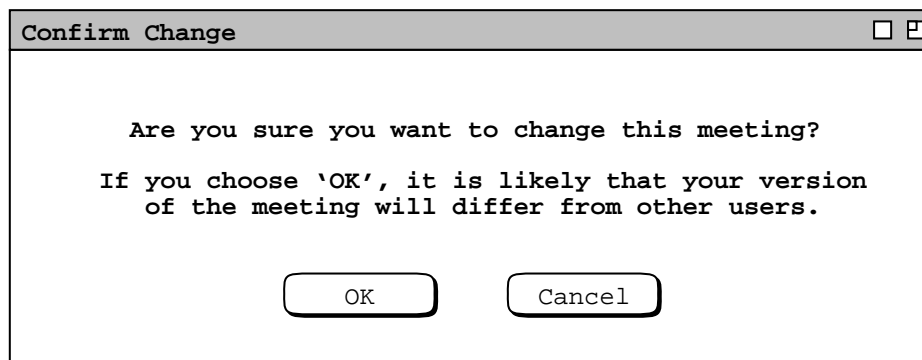 Confirm Change
Are you sure you want to change this meeting?
If you choose ‘OK’, it is likely that your version
of the meeting will differ from other users.
OK
Cancel